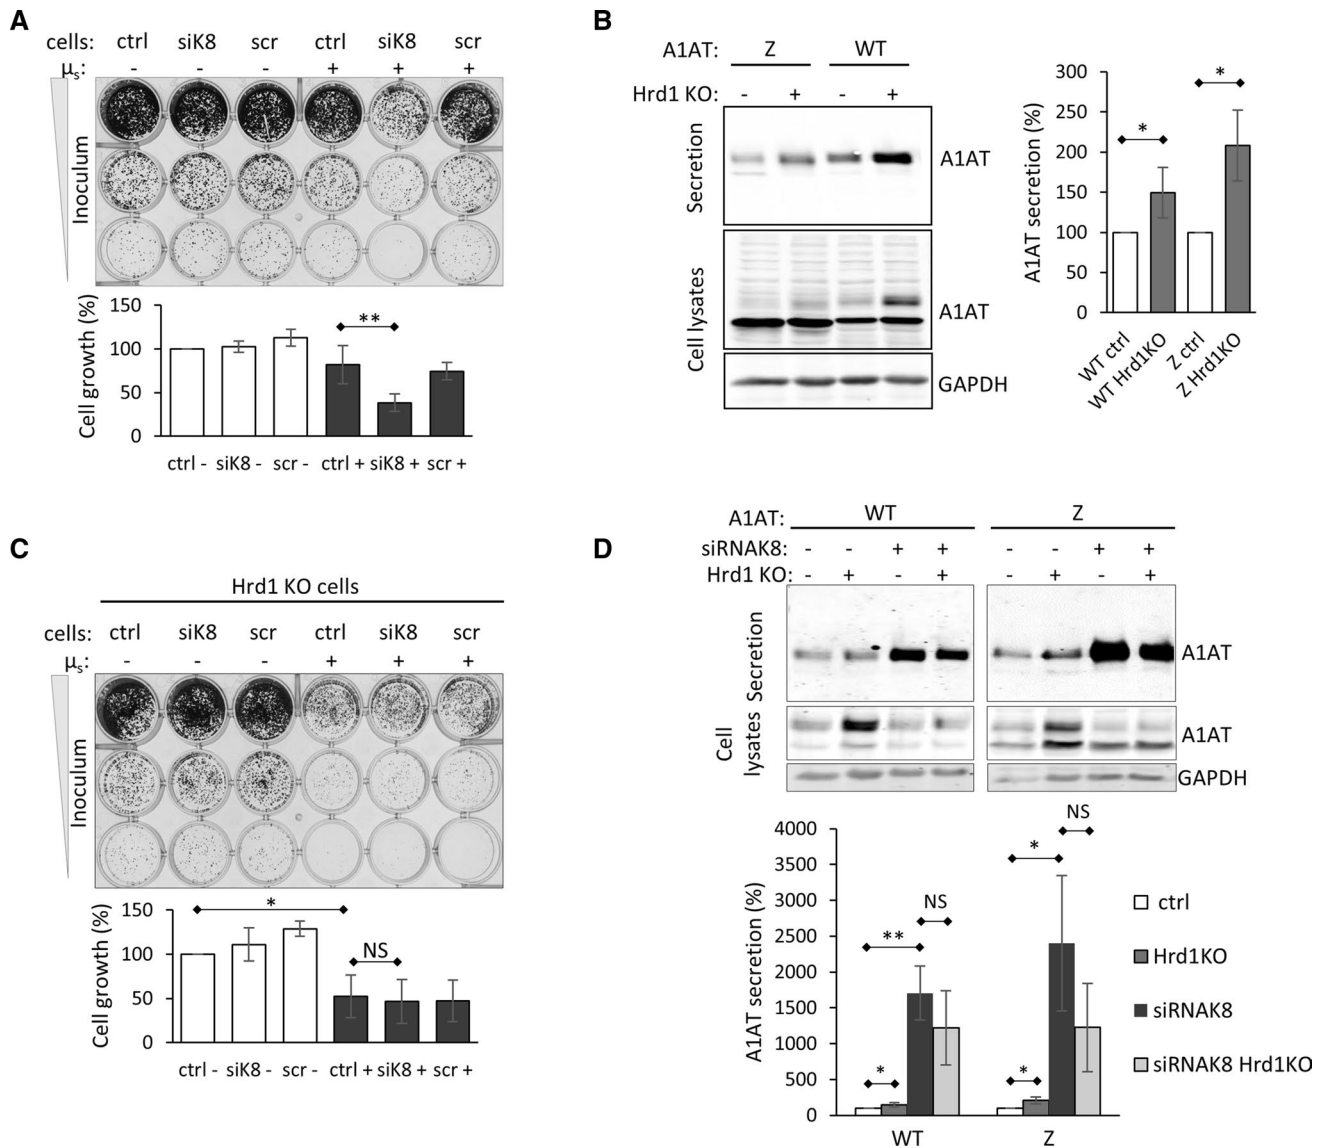 A
cells: ctrl siK8 scr ctrl siK8 scr
μs: - - - + + +
Inoculum
Cell growth (%)
150
100
50
0
**
ctrl - siK8 - scr - ctrl + siK8 + scr +
B
A1AT: Z WT
Hrd1 KO: - + - +
Secretion
A1AT
Cell lysates
A1AT
GAPDH
A1AT secretion (%)
300
250
200
150
100
50
0
*
*
WT ctrl
WT Hrd1KO
Z ctrl
Z Hrd1KO
C
Hrd1 KO cells
cells: ctrl siK8 scr ctrl siK8 scr
μs: - - - + + +
Inoculum
Cell growth (%)
150
100
50
0
*
NS
ctrl - siK8 - scr - ctrl + siK8 + scr +
D
A1AT: WT Z
siRNAK8: - - + + - - + +
Hrd1 KO: - + - + - + - +
Secretion
A1AT
Cell
lysates
A1AT
GAPDH
A1AT secretion (%)
4000
3500
3000
2500
2000
1500
1000
500
0
*
**
NS
*
*
NS
WT Z
ctrl
Hrd1KO
siRNAK8
siRNAK8 Hrd1KO